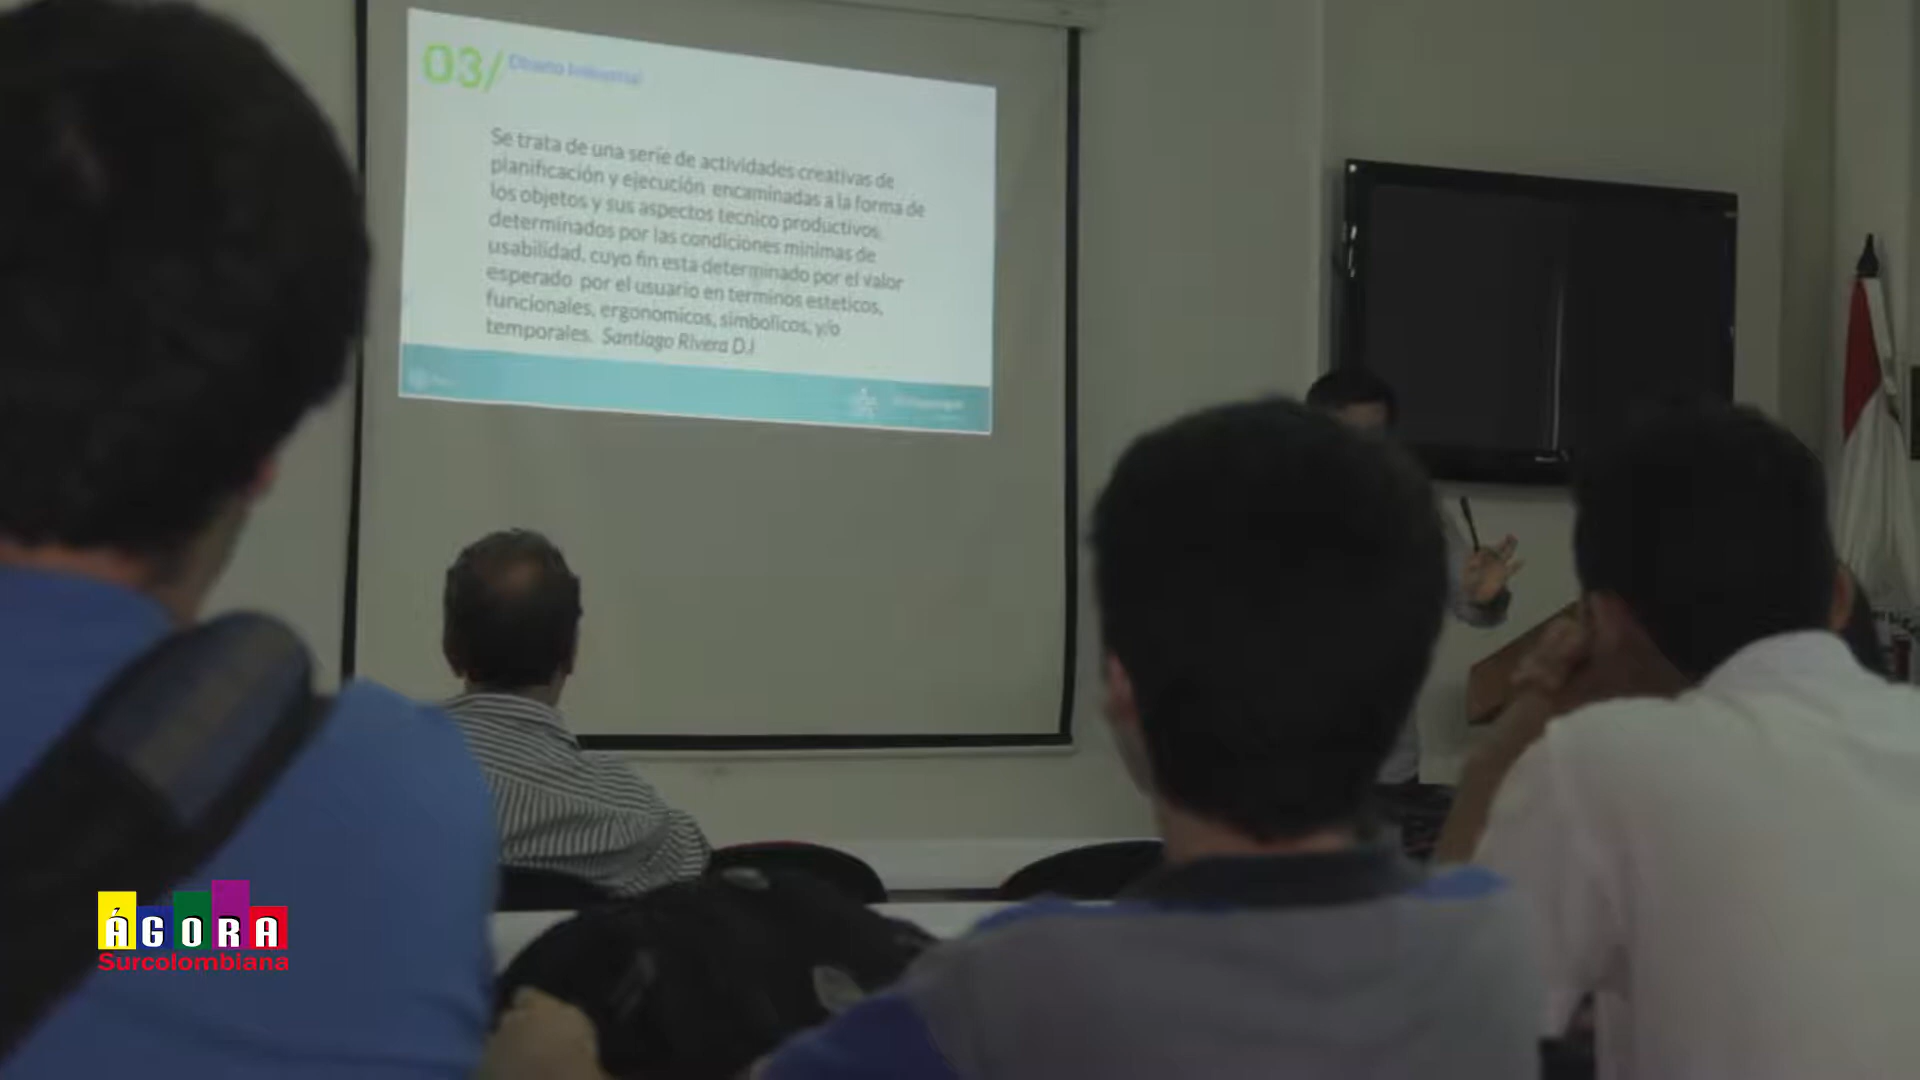 03/ Diseño Industrial
Se trata de una serie de actividades creativas de
planificación y ejecución encaminadas a la forma de
los objetos y sus aspectos tecnico productivos,
determinados por las condiciones minimas de
usabilidad, cuyo fin esta determinado por el valor
esperado por el usuario en terminos esteticos,
funcionales, ergonomicos, simbolicos, y/o
temporales. Santiago Rivera D.I
ÁGORA
Surcolombiana